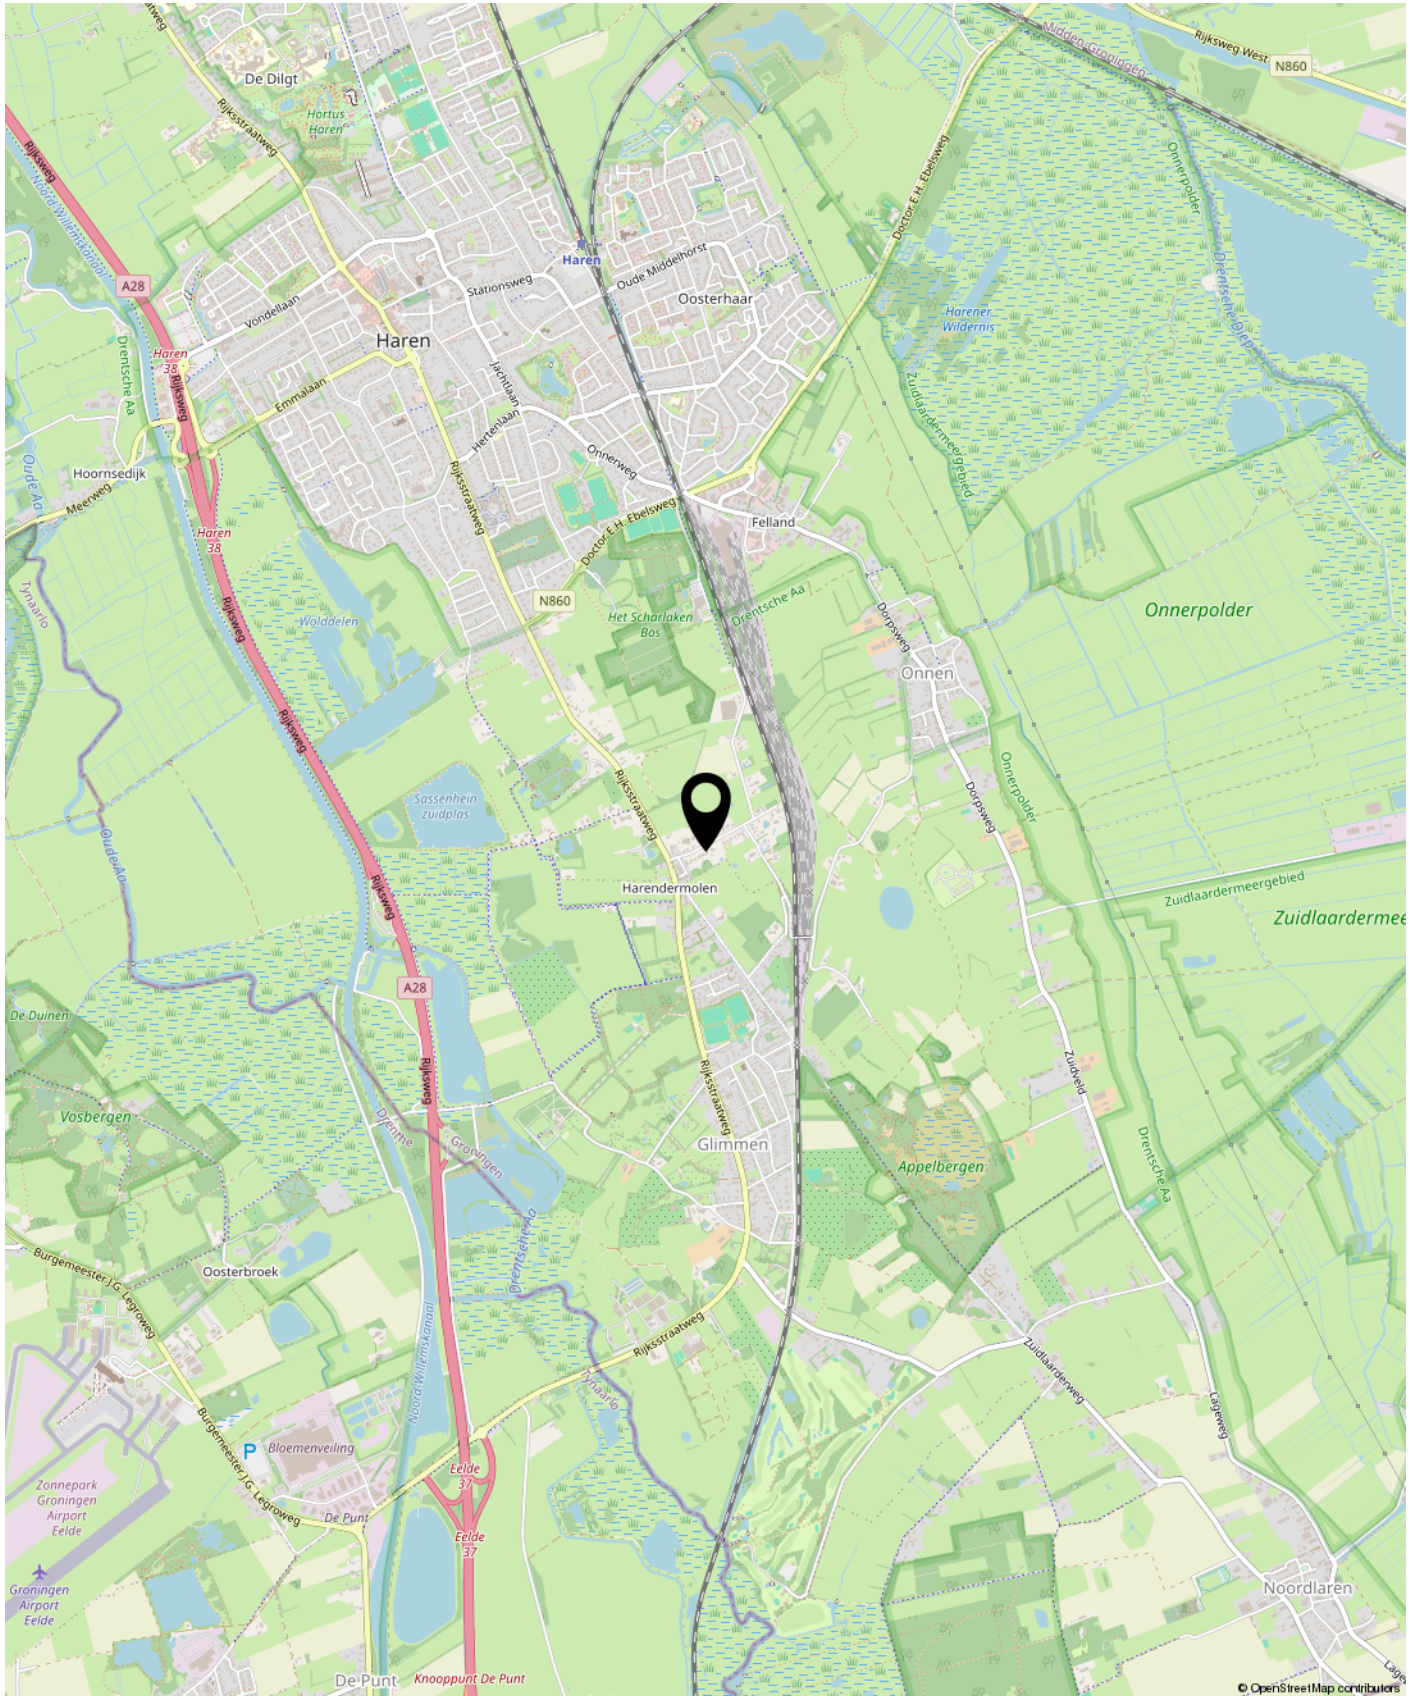 Rijksweg West
N860
Midden-Groningen
De Dilgt
Hortus
Haren
Rijksstraatweg
Rijksweg
Noord-Willemskanaal
Onnerpolder
Doctor E.H. Ebelsweg
Haren
Oude Middelhorst
Stationsweg
Oosterhaar
A28
Vondellaan
Drentsche Diep
Harener
Wildernis
Haren
Haren
38
Drentsche Aa
Rijksweg
Emmalaan
Jachtlaan
Hertenlaan
Zuidlaardermeergebied
Onnerweg
Hoornsedijk
Oude Aa
Meerweg
Rijksstraatweg
Haren
38
Doctor E.H. Ebelsweg
Felland
Tynaarlo
Rijksweg
N860
Wolddelen
Het Scharlaken
Bos
Drentsche Aa
Dorpsweg
Onnerpolder
Onnen
Rijksweg
Onnerpolder
Sassenhein
zuidplas
Rijksstraatweg
Dorpsweg
Oude Aa
Rijksweg
Harendermolen
Zuidlaardermeergebied
Zuidlaardermee
A28
De Duinen
Rijksweg
Rijksstraatweg
Zuidveld
Vosbergen
Drenthe
Groningen
Glimmen
Appelbergen
Drentsche Aa
Drentsche Aa
Burgemeester J.G. Legroweg
Oosterbroek
Noord-Willemskanaal
Rijksstraatweg
Zuidlaarderweg
Tynaarlo
Lageweg
Burgemeester J.G. Legroweg
P
Bloemenveiling
Eelde
37
Zonnepark
Groningen
Airport
Eelde
De Punt
Eelde
37
Groningen
Airport
Eelde
Noordlaren
De Punt
Knooppunt De Punt
© OpenStreetMap contributors